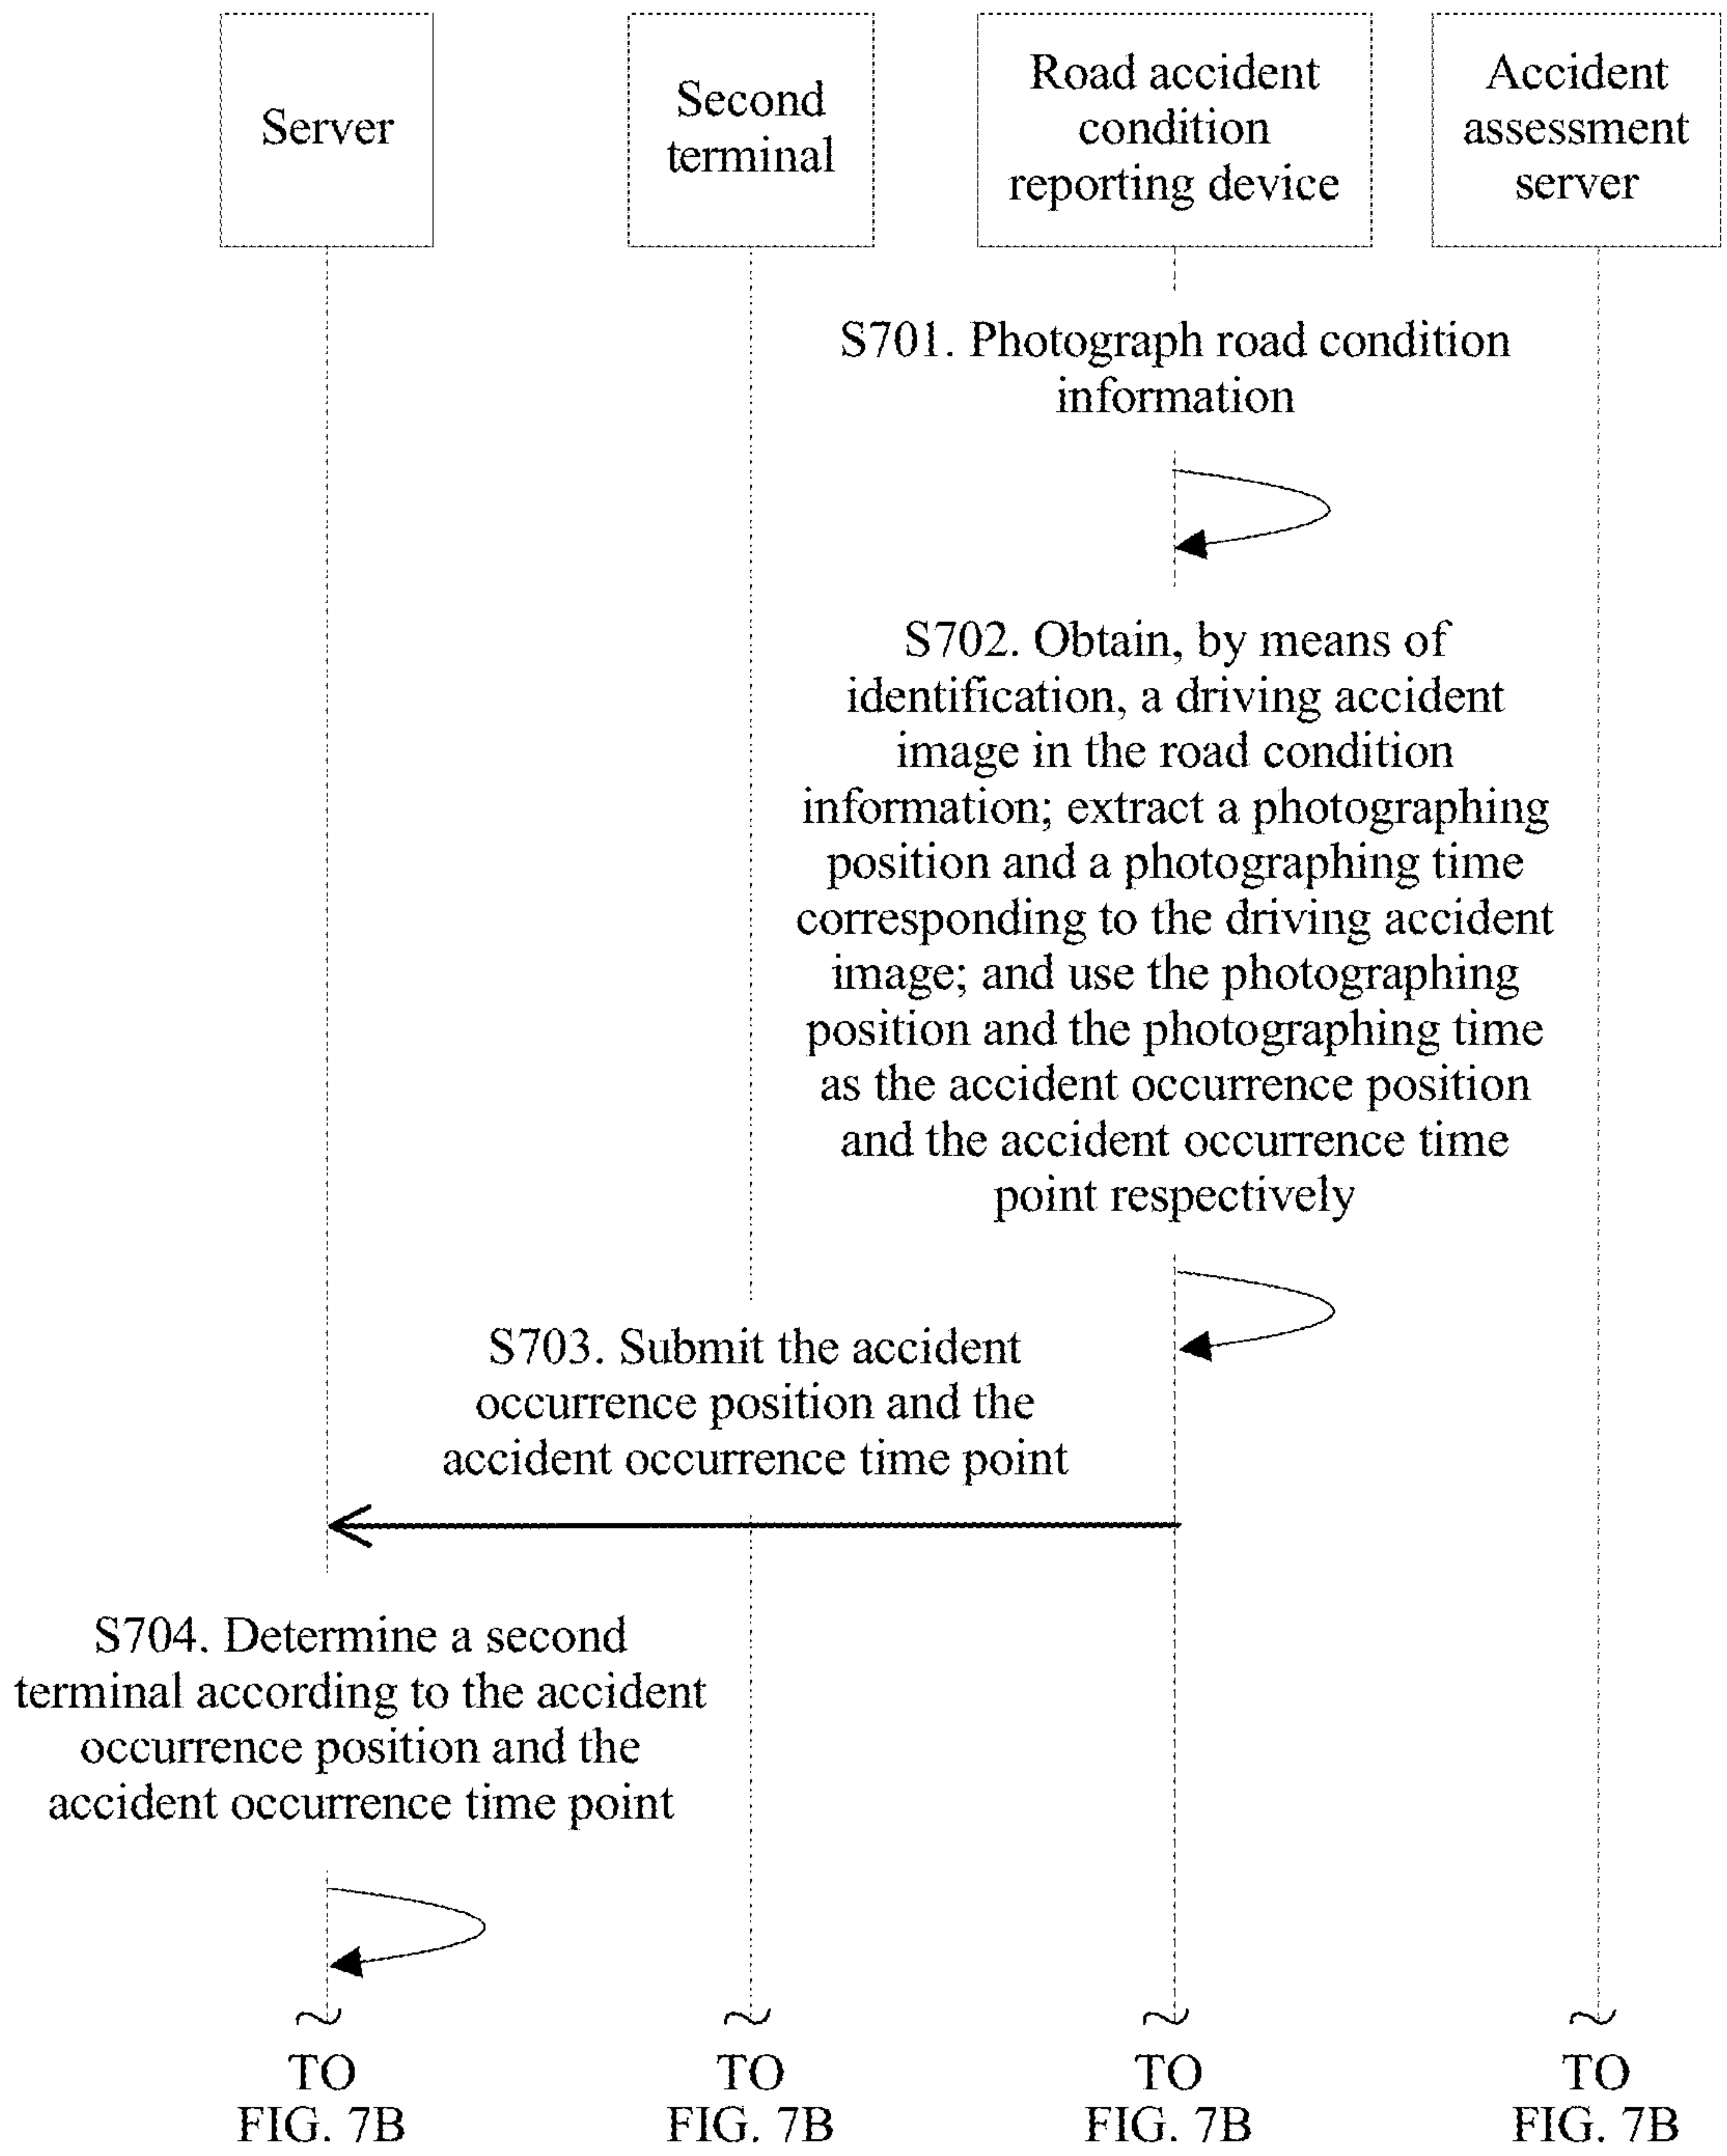 Server
Second
terminal
Road accident
condition
reporting device
Accident
assessment
server
S701. Photograph road condition
information
S702. Obtain, by means of
identification, a driving accident
image in the road condition
information; extract a photographing
position and a photographing time
corresponding to the driving accident
image; and use the photographing
position and the photographing time
as the accident occurrence position
and the accident occurrence time
point respectively
S703. Submit the accident
occurrence position and the
accident occurrence time point
S704. Determine a second
terminal according to the accident
occurrence position and the
accident occurrence time point
TO
FIG. 7B
TO
FIG. 7B
TO
FIG. 7B
TO
FIG. 7B